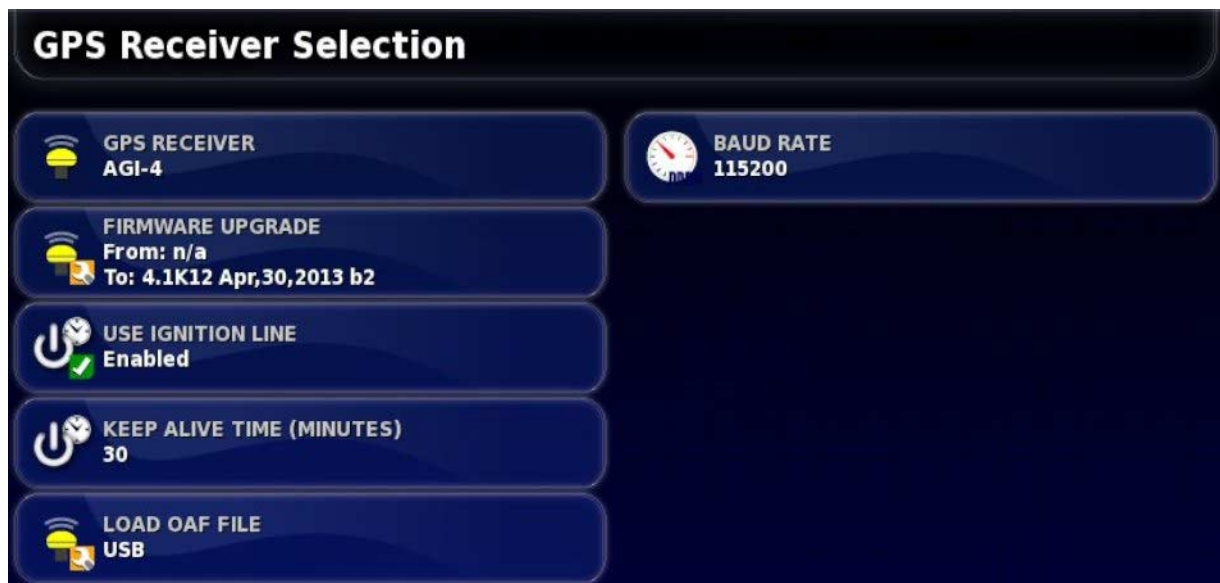 GPS Receiver Selection
GPS RECEIVER
AGI-4
BAUD RATE
115200
FIRMWARE UPGRADE
From: n/a
To: 4.1K12 Apr,30,2013 b2
USE IGNITION LINE
Enabled
KEEP ALIVE TIME (MINUTES)
30
LOAD OAF FILE
USB